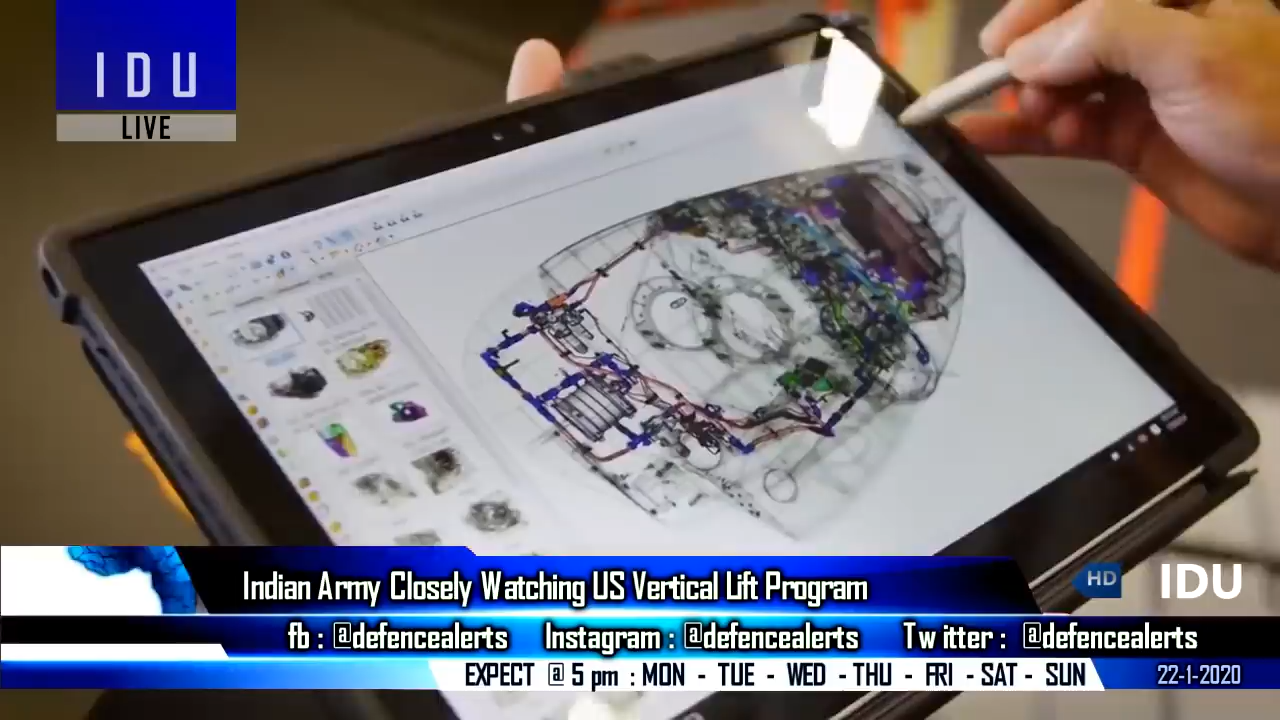 IDU
LIVE
Indian Army Closely Watching US Vertical Lift Program
HD IDU
fb : @defencealerts Instagram : @defencealerts Twitter : @defencealerts
EXPECT @ 5 pm : MON - TUE - WED - THU - FRI - SAT - SUN
22-1-2020